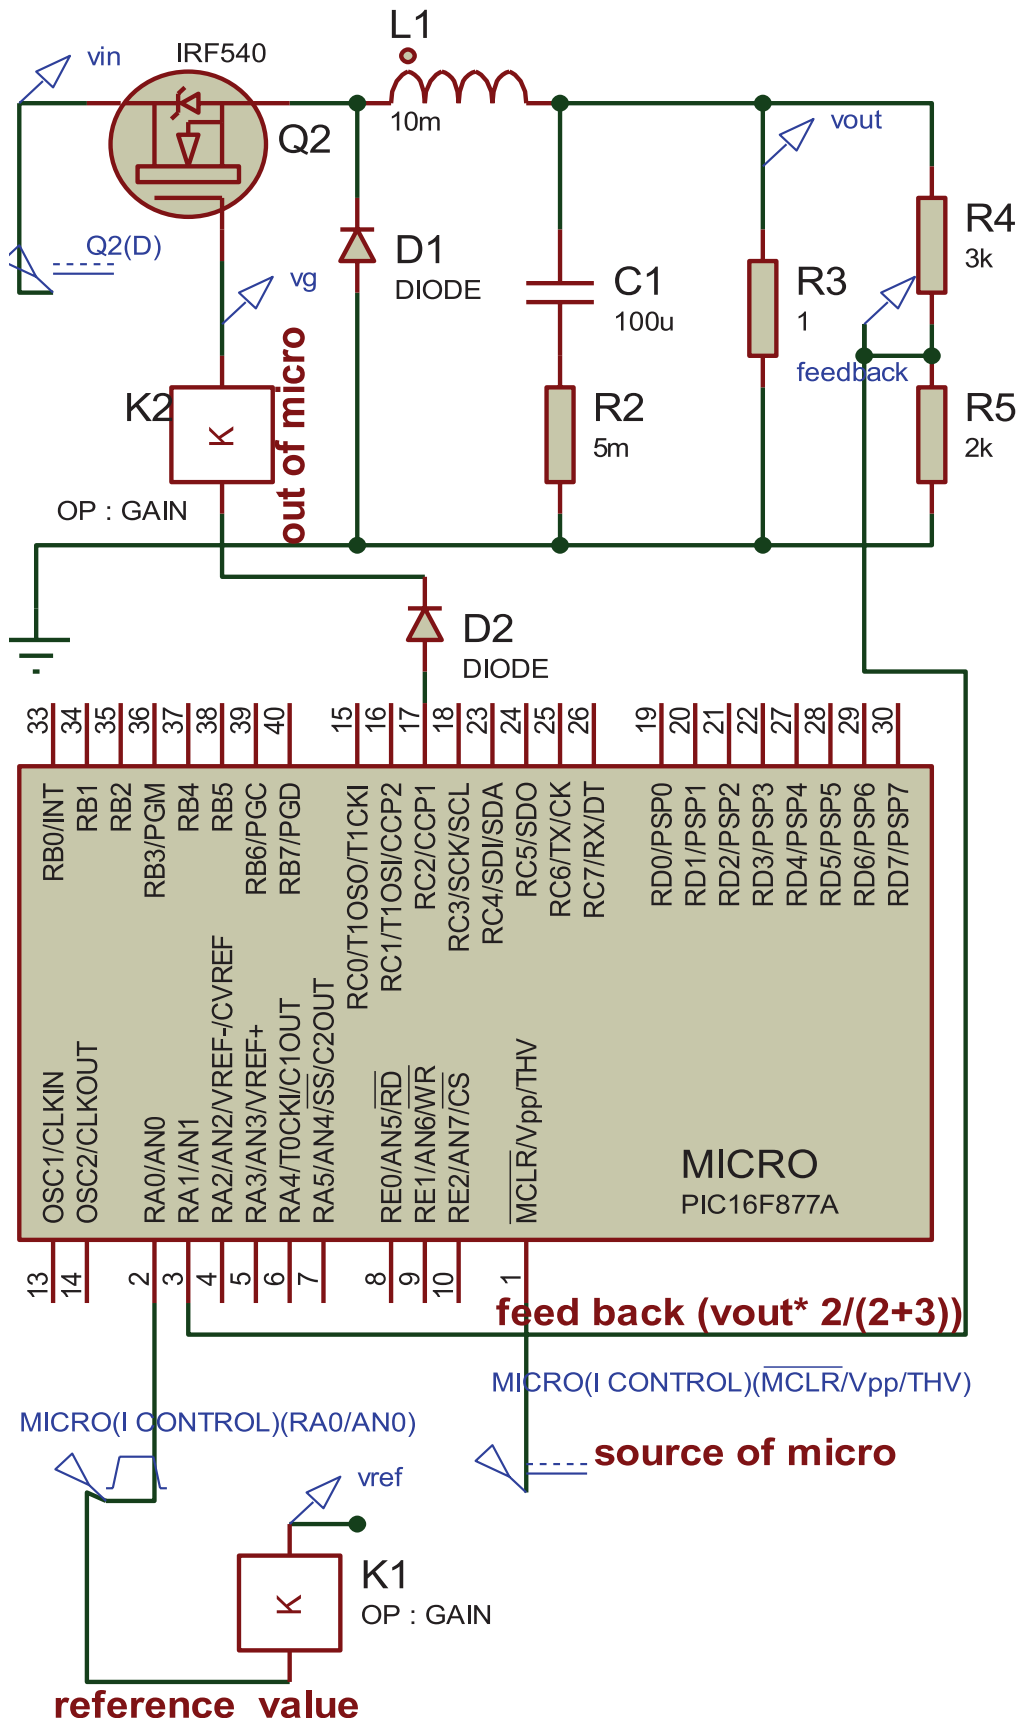 L1
vin
IRF540
10m
Q2
vout
R4
3k
Q2(D)
D1
DIODE
vg
C1
100u
R3
1
feedback
K2
K
out of micro
R2
5m
R5
2k
OP : GAIN
D2
DIODE
33
34
35
36
37
38
39
40
15
16
17
18
23
24
25
26
19
20
21
22
27
28
29
30
RB0/INT
RB1
RB2
RB3/PGM
RB4
RB5
RB6/PGC
RB7/PGD
RC0/T1OSO/T1CKI
RC1/T1OSI/CCP2
RC2/CCP1
RC3/SCK/SCL
RC4/SDI/SDA
RC5/SDO
RC6/TX/CK
RC7/RX/DT
RD0/PSP0
RD1/PSP1
RD2/PSP2
RD3/PSP3
RD4/PSP4
RD5/PSP5
RD6/PSP6
RD7/PSP7
OSC1/CLKIN
OSC2/CLKOUT
RA0/AN0
RA1/AN1
RA2/AN2/VREF-/CVREF
RA3/AN3/VREF+
RA4/T0CKI/C1OUT
RA5/AN4/SS/C2OUT
RE0/AN5/RD
RE1/AN6/WR
RE2/AN7/CS
MCLR/Vpp/THV
MICRO
PIC16F877A
13
14
2
3
4
5
6
7
8
9
10
1
feed back (vout* 2/(2+3))
MICRO(I CONTROL)(MCLR/Vpp/THV)
MICRO(I CONTROL)(RA0/AN0)
source of micro
vref
K1
K
OP : GAIN
reference value